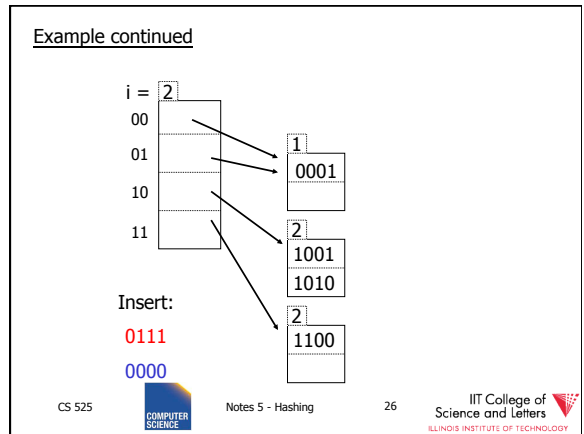 Example continued
i = 2
00
01
10
11
1
0001
2
1001
1010
2
1100
Insert:
0111
0000
CS 525
COMPUTER
SCIENCE
Notes 5 - Hashing
26
IIT College of
Science and Letters
ILLINOIS INSTITUTE OF TECHNOLOGY